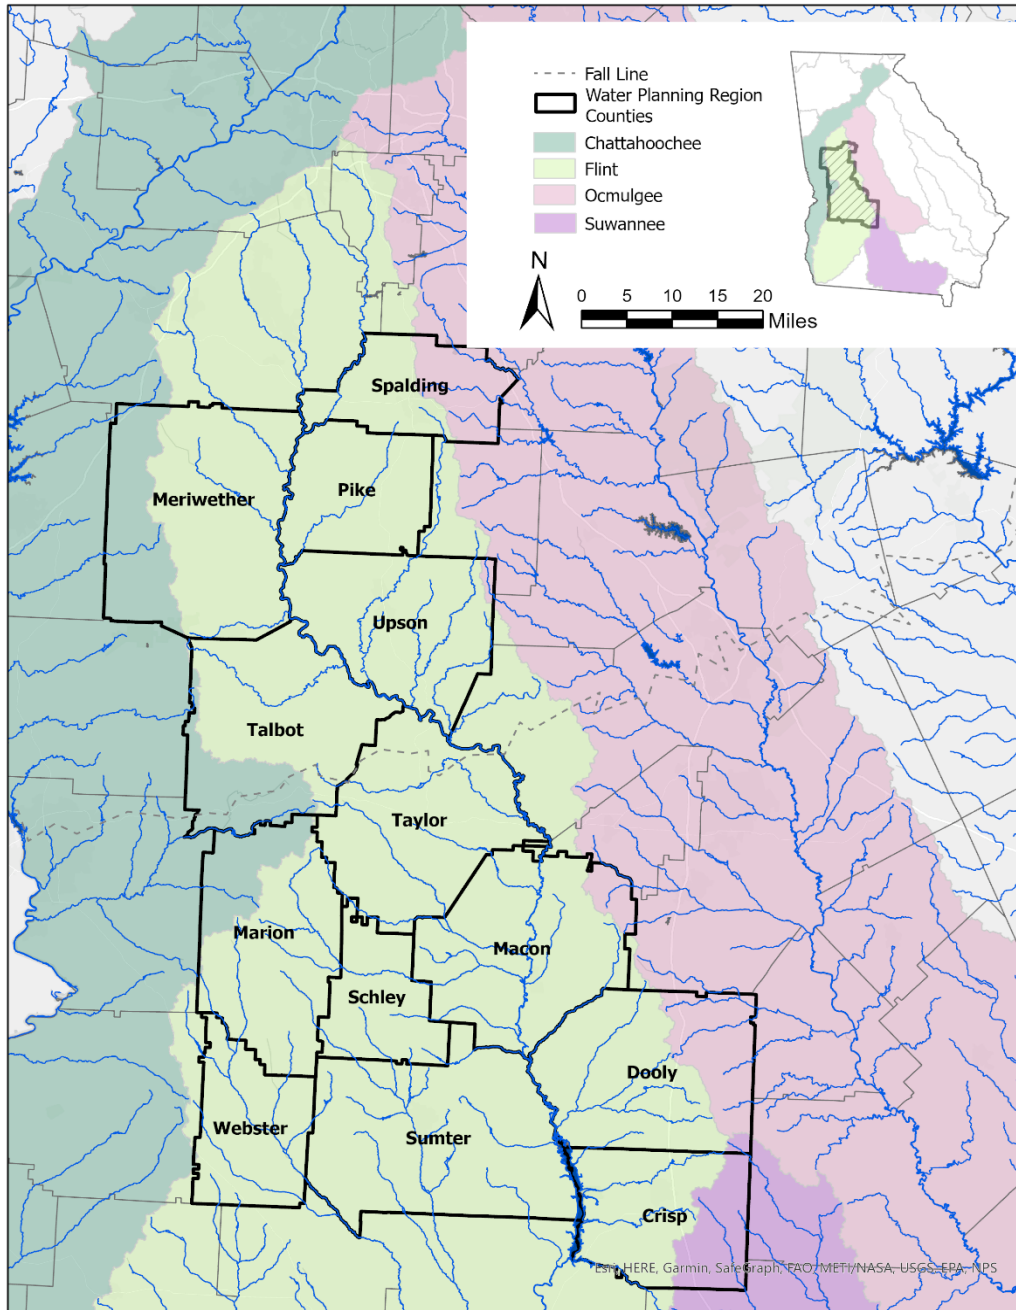 Fall Line
Water Planning Region
Counties
Chattahoochee
Flint
Ocmulgee
Suwannee
N
0 5 10 15 20
Miles
Spalding
Meriwether
Pike
Upson
Talbot
Taylor
Marion
Macon
Schley
Dooly
Webster
Sumter
Crisp
Esri, HERE, Garmin, SafeGraph, FAO, METI/NASA, USGS, EPA, NPS